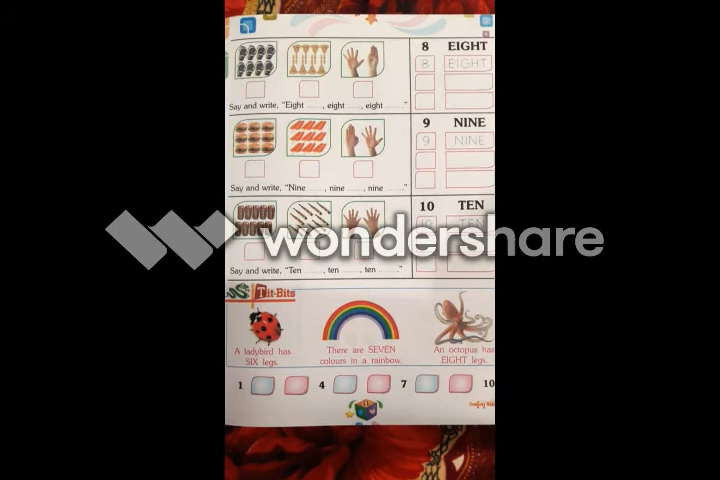 8 EIGHT
8 EIGHT
Say and write, "Eight ......., eight ......., eight ......."
9 NINE
9 NINE
Say and write, "Nine ......., nine ......., nine ......."
10 TEN
10 TEN
wondershare
Say and write, "Ten ......., ten ......., ten ......."
Tit-Bits
A ladybird has
SIX legs.
There are SEVEN
colours in a rainbow.
An octopus has
EIGHT legs.
1 4 7 10